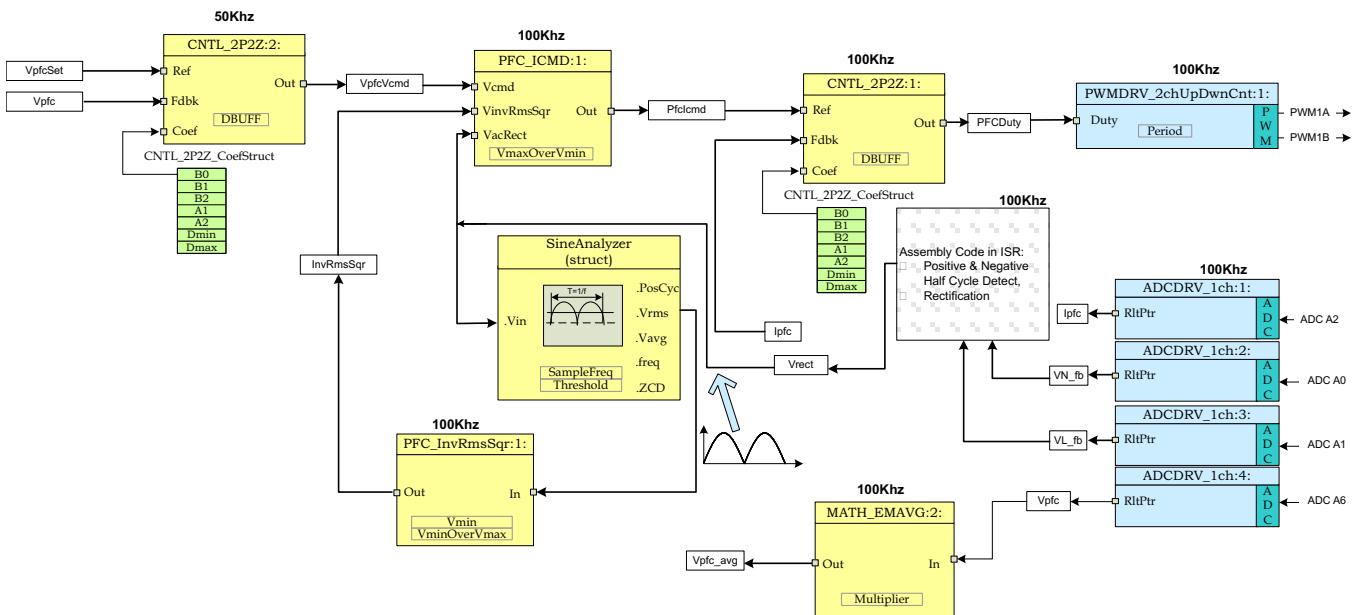 50Khz
CNTL_2P2Z:2:
VpfcSet
Ref
Out
VpfcVcmd
Vpfc
Fdbk
DBUFF
Coef
CNTL_2P2Z_CoefStruct
B0
B1
B2
A1
A2
Dmin
Dmax
100Khz
PFC_ICMD:1:
Vcmd
VinvRmsSqr
Out
VacRect
VmaxOverVmin
PfcIcmd
100Khz
CNTL_2P2Z:1:
Ref
Out
Fdbk
DBUFF
Coef
CNTL_2P2Z_CoefStruct
B0
B1
B2
A1
A2
Dmin
Dmax
PFCDuty
100Khz
PWMDRV_2chUpDwnCnt:1:
Duty
Period
P
W
M
PWM1A
PWM1B
InvRmsSqr
SineAnalyzer
(struct)
T=1/f
.PosCyc
.Vrms
.Vin
.Vavg
.freq
SampleFreq
Threshold
.ZCD
Ipfc
Vrect
100Khz
Assembly Code in ISR:
Positive & Negative
Half Cycle Detect,
Rectification
100Khz
ADCDRV_1ch:1:
Ipfc
RltPtr
A
D
C
ADC A2
ADCDRV_1ch:2:
VN_fb
RltPtr
A
D
C
ADC A0
ADCDRV_1ch:3:
VL_fb
RltPtr
A
D
C
ADC A1
ADCDRV_1ch:4:
Vpfc
RltPtr
A
D
C
ADC A6
100Khz
PFC_InvRmsSqr:1:
Out
In
Vmin
VminOverVmax
100Khz
MATH_EMAVG:2:
Vpfc_avg
Out
In
Multiplier